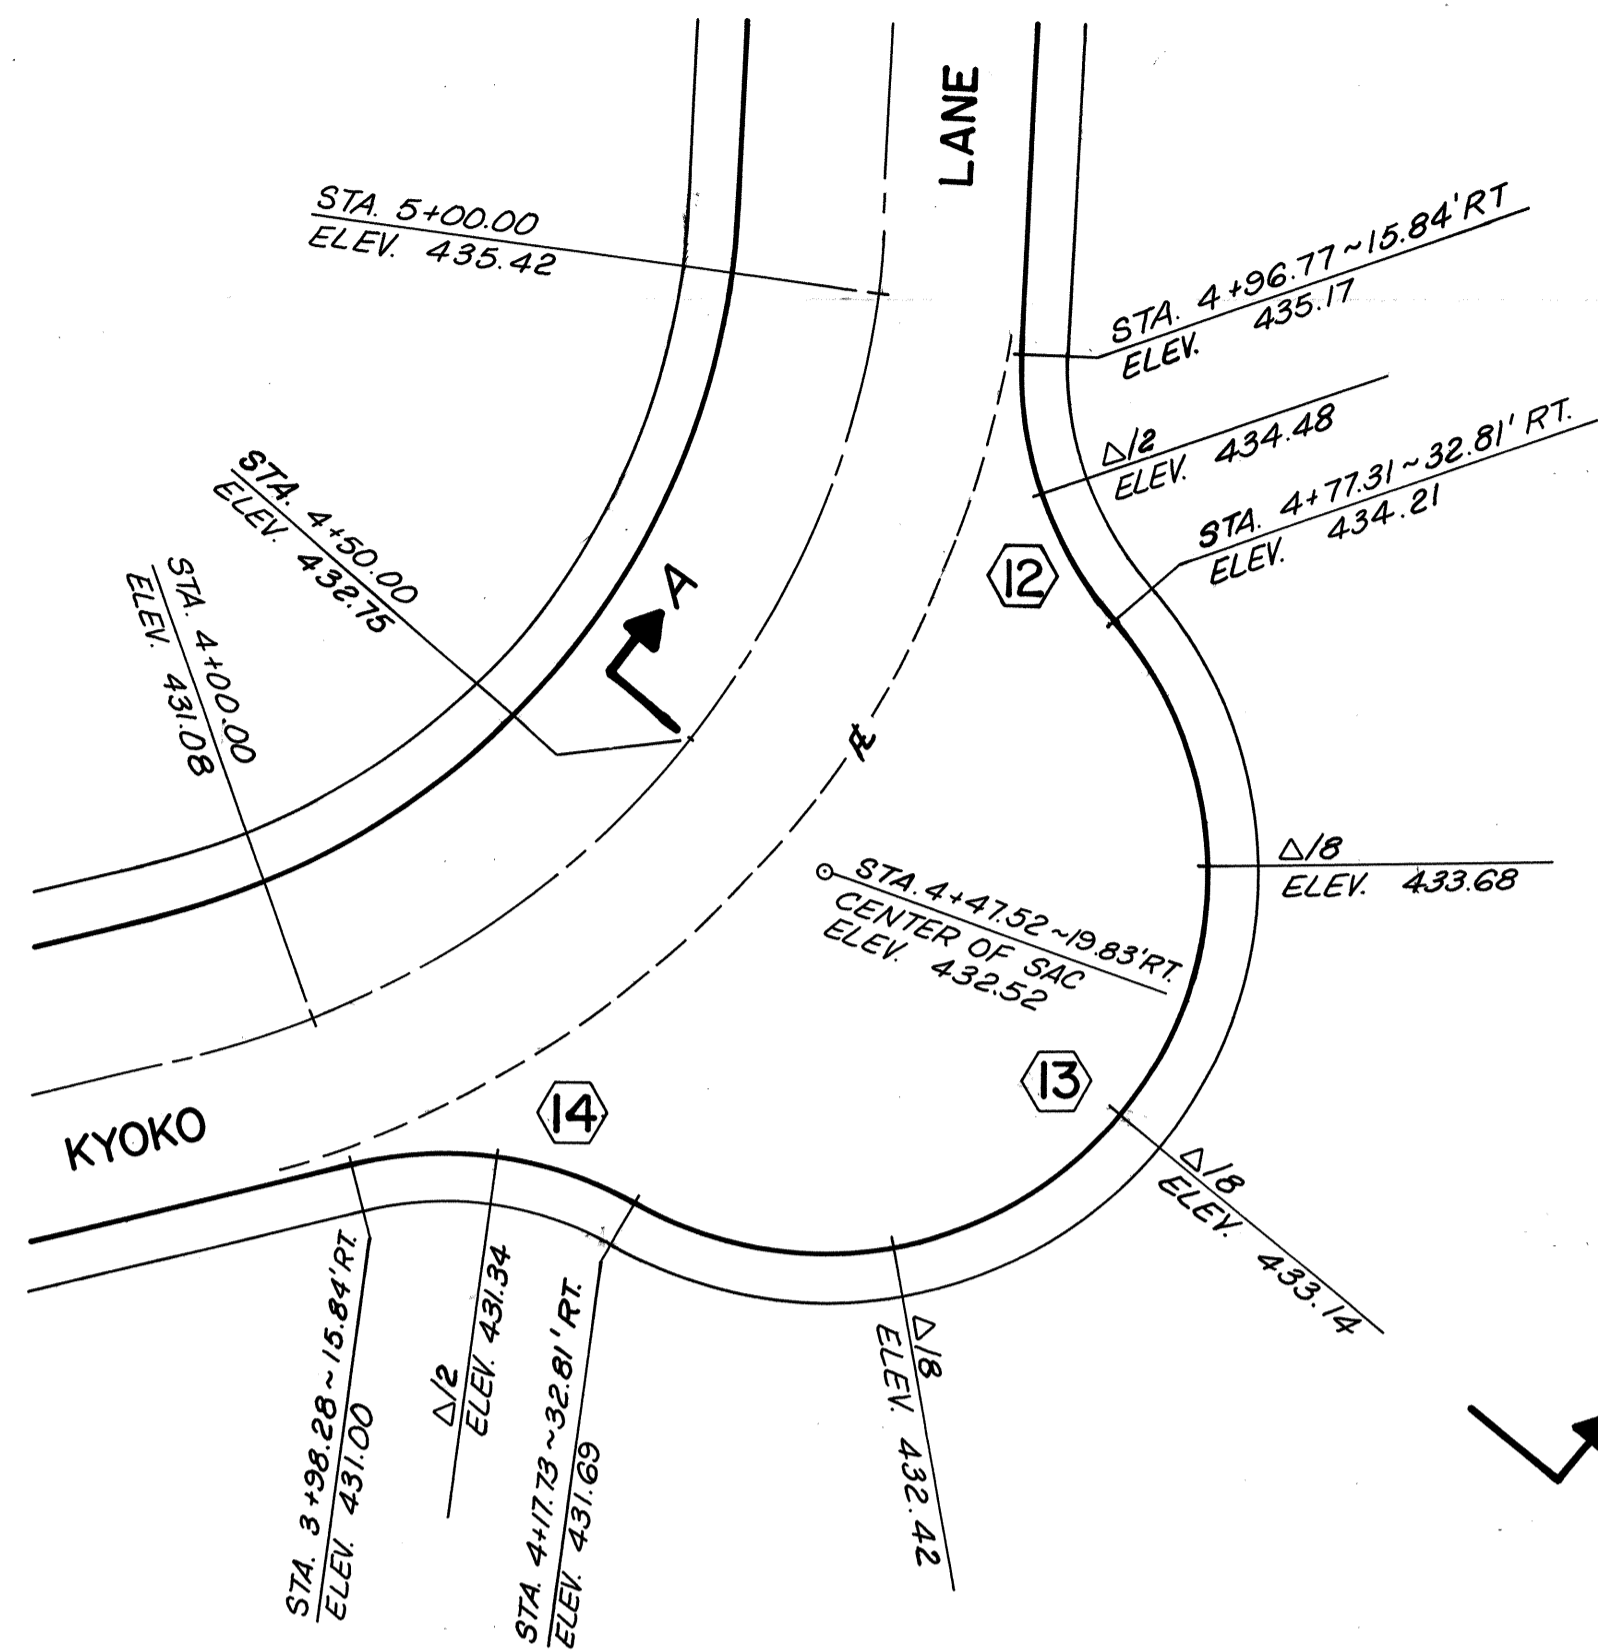 LANE
STA. 5+00.00
ELEV. 435.42
STA. 4+96.77~15.84'RT
ELEV. 435.17
Δ/2
ELEV. 434.48
STA. 4+77.31~32.81' RT.
ELEV. 434.21
STA. 4+50.00
ELEV. 432.75
STA. 4+00.00
ELEV. 431.08
A
12
Δ/8
ELEV. 433.68
STA. 4+47.52~19.83'RT.
CENTER OF SAC
ELEV. 432.52
13
14
KYOKO
Δ/8
ELEV. 433.14
STA. 3+98.28~15.84'RT.
ELEV. 431.00
Δ/2
ELEV. 431.34
STA. 4+17.73~32.81' RT.
ELEV. 431.69
Δ/8
ELEV. 432.42